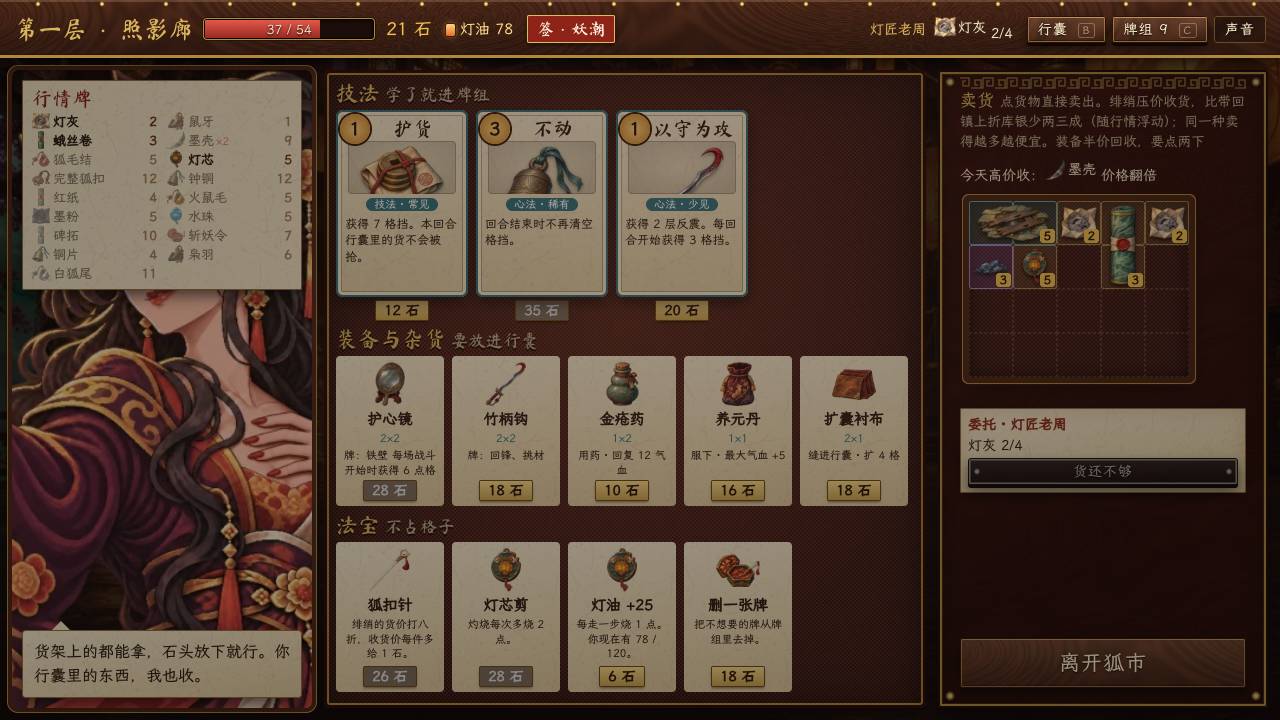 第一层 · 照影廊
37 / 54
21 石
灯油 78
签 · 妖潮
灯匠老周
灯灰 2/4
行囊 B
牌组 9 C
声音
行情牌
灯灰 2
鼠牙 1
蛾丝卷 3
墨壳×2 9
狐毛结 5
灯芯 5
完整狐扣 12
钟铜 12
红纸 4
火鼠毛 5
墨粉 5
水珠 5
碑拓 10
斩妖令 7
铜片 4
枭羽 6
白狐尾 11
货架上的都能拿，石头放下就行。你
行囊里的东西，我也收。
技法 学了就进牌组
1 护货
技法·常见
获得 7 格挡。本回合
行囊里的货不会被
抢。
12 石
3 不动
心法·稀有
回合结束时不再清空
格挡。
35 石
1 以守为攻
心法·少见
获得 2 层反震。每回
合开始获得 3 格挡。
20 石
装备与杂货 要放进行囊
护心镜
2×2
牌：铁壁 每场战斗
开始时获得 6 点格
28 石
竹柄钩
2×2
牌：回锋、挑材
18 石
金疮药
1×2
用药·回复 12 气
血
10 石
养元丹
1×1
服下·最大气血 +5
16 石
扩囊衬布
2×1
缝进行囊·扩 4 格
18 石
法宝 不占格子
狐扣针
绯绡的货价打八
折，收货价每件多
给 1 石。
26 石
灯芯剪
灼烧每次多烧 2
点。
28 石
灯油 +25
每走一步烧 1 点。
你现在有 78 /
120。
6 石
删一张牌
把不想要的牌从牌
组里去掉。
18 石
卖货 点货物直接卖出。绯绡压价收货，比带回
镇上折库银少两三成（随行情浮动）；同一种卖
得越多越便宜。装备半价回收，要点两下
今天高价收： 墨壳 价格翻倍
5
2
2
3
5
3
委托·灯匠老周
灯灰 2/4
货还不够
离开狐市